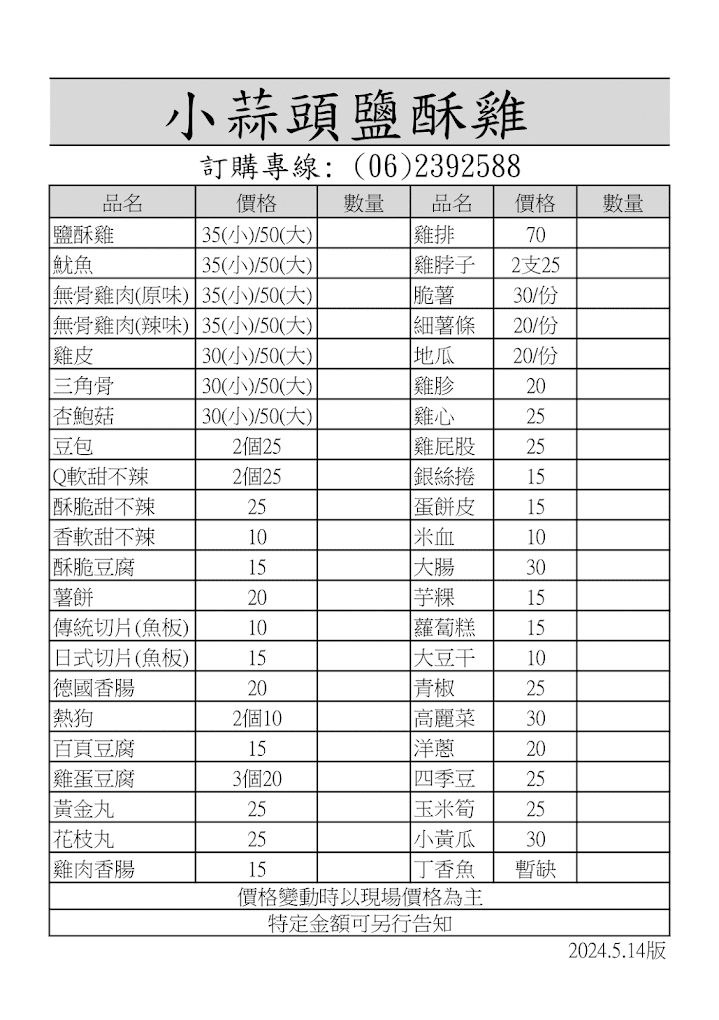 小蒜頭鹽酥雞
訂購專線: (06)2392588
品名 價格 數量 品名 價格 數量
鹽酥雞 35(小)/50(大) 雞排 70
魷魚 35(小)/50(大) 雞脖子 2支25
無骨雞肉(原味) 35(小)/50(大) 脆薯 30/份
無骨雞肉(辣味) 35(小)/50(大) 細薯條 20/份
雞皮 30(小)/50(大) 地瓜 20/份
三角骨 30(小)/50(大) 雞胗 20
杏鮑菇 30(小)/50(大) 雞心 25
豆包 2個25 雞屁股 25
Q軟甜不辣 2個25 銀絲捲 15
酥脆甜不辣 25 蛋餅皮 15
香軟甜不辣 10 米血 10
酥脆豆腐 15 大腸 30
薯餅 20 芋粿 15
傳統切片(魚板) 10 蘿蔔糕 15
日式切片(魚板) 15 大豆干 10
德國香腸 20 青椒 25
熱狗 2個10 高麗菜 30
百頁豆腐 15 洋蔥 20
雞蛋豆腐 3個20 四季豆 25
黃金丸 25 玉米筍 25
花枝丸 25 小黃瓜 30
雞肉香腸 15 丁香魚 暫缺
價格變動時以現場價格為主
特定金額可另行告知
2024.5.14版